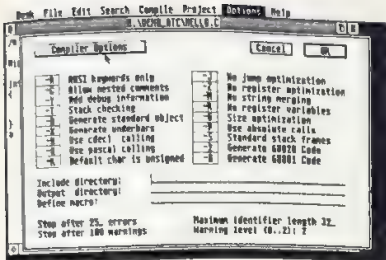 Desk File Edit Search Compile Project Options Help
\DEMO_OTC\HELLO.C
Compiler Options
Cancel
OK
ANSI keywords only
Allow nested comments
Add debug information
Stack checking
Generate standard object
Generate underbars
Use cdecl calling
Use pascal calling
Default char is unsigned
No jump optimization
No register optimization
No string merging
No register variables
Size optimization
Use absolute calls
Standard stack frames
Generate 68020 Code
Generate 68881 Code
Include directory:
Output directory:
Define macro:
Stop after 25 errors
Stop after 100 warnings
Maximum identifier length 32
Warning level (0..2): 2